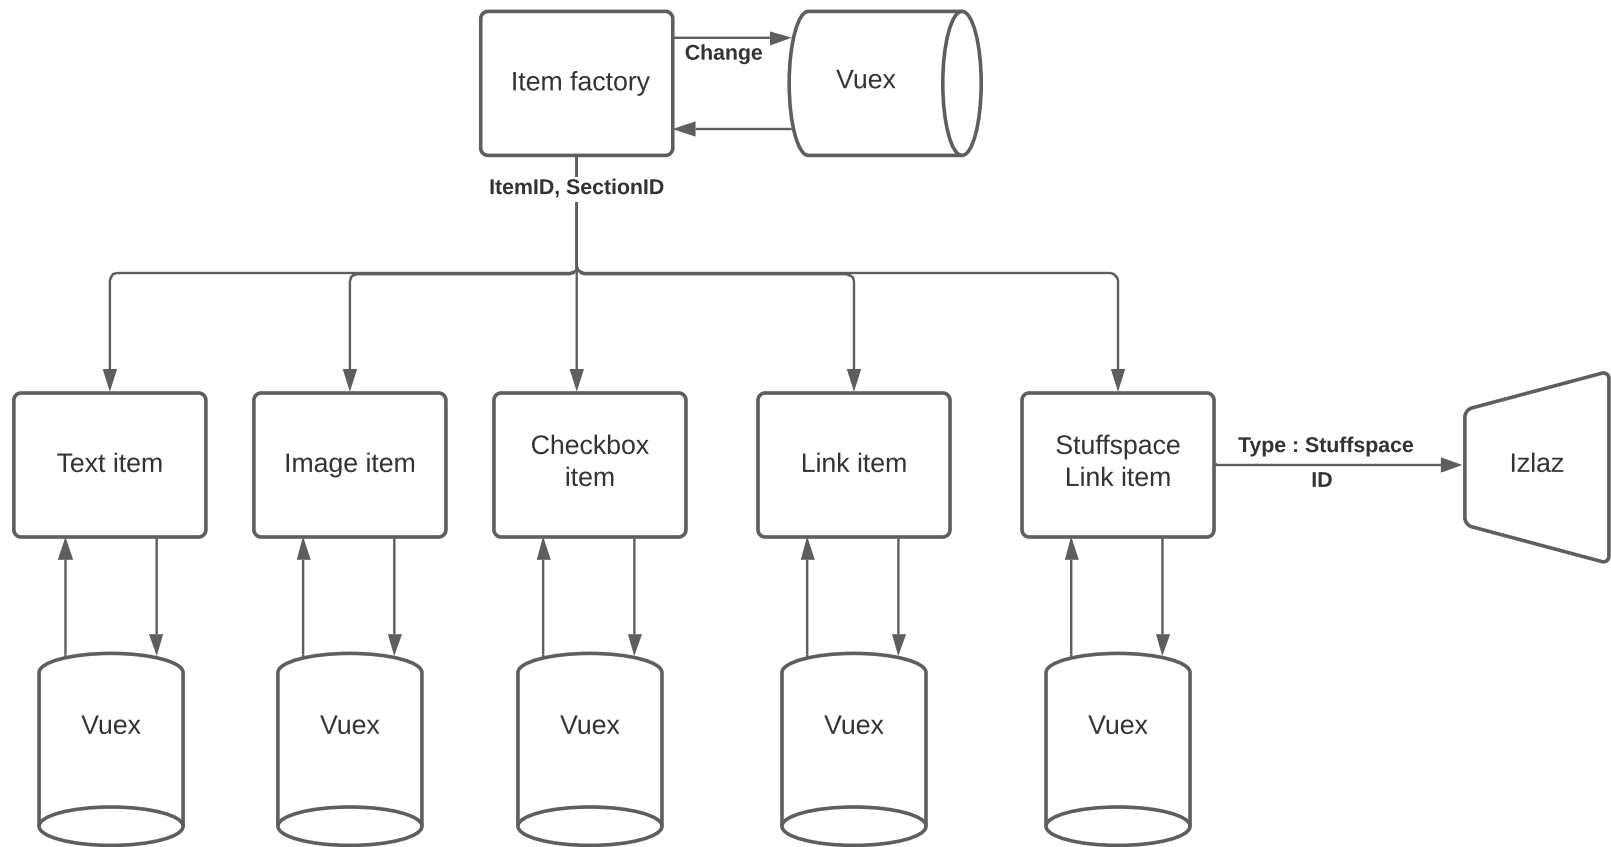 Item factory
Change
Vuex
ItemID, SectionID
Text item
Image item
Checkbox
item
Link item
Stuffspace
Link item
Type : Stuffspace
ID
Izlaz
Vuex
Vuex
Vuex
Vuex
Vuex